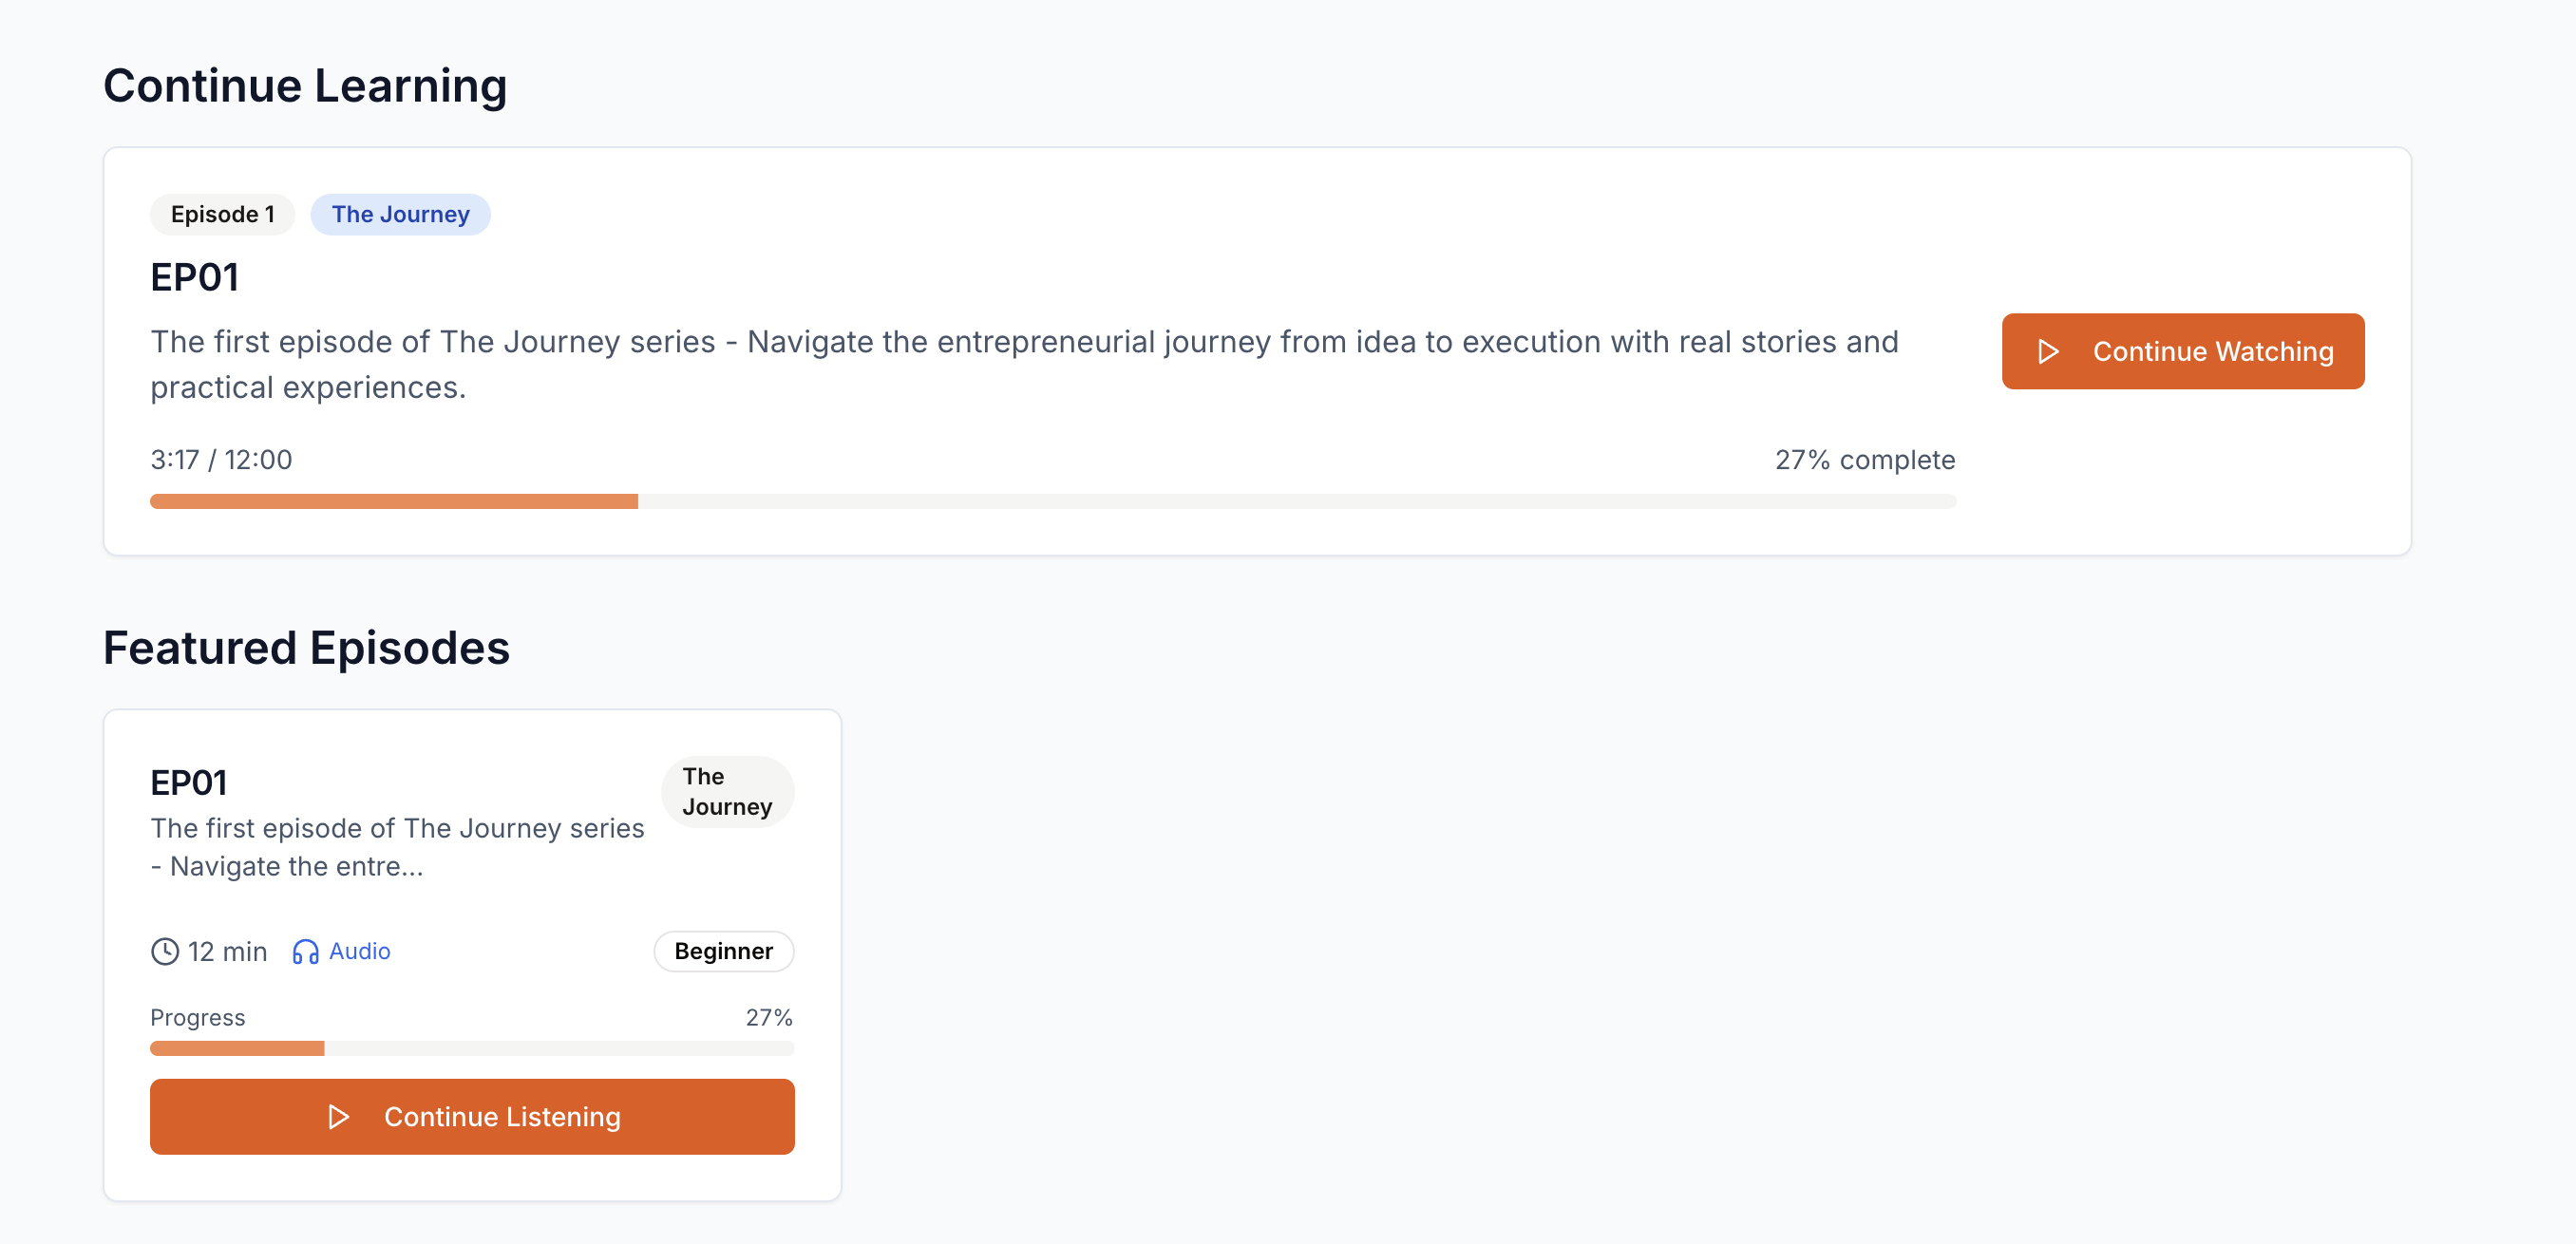 Continue Learning
Episode 1 The Journey
EP01
The first episode of The Journey series - Navigate the entrepreneurial journey from idea to execution with real stories and
practical experiences.
Continue Watching
3:17 / 12:00 27% complete
Featured Episodes
EP01
The
Journey
The first episode of The Journey series
- Navigate the entre...
12 min Audio Beginner
Progress 27%
Continue Listening